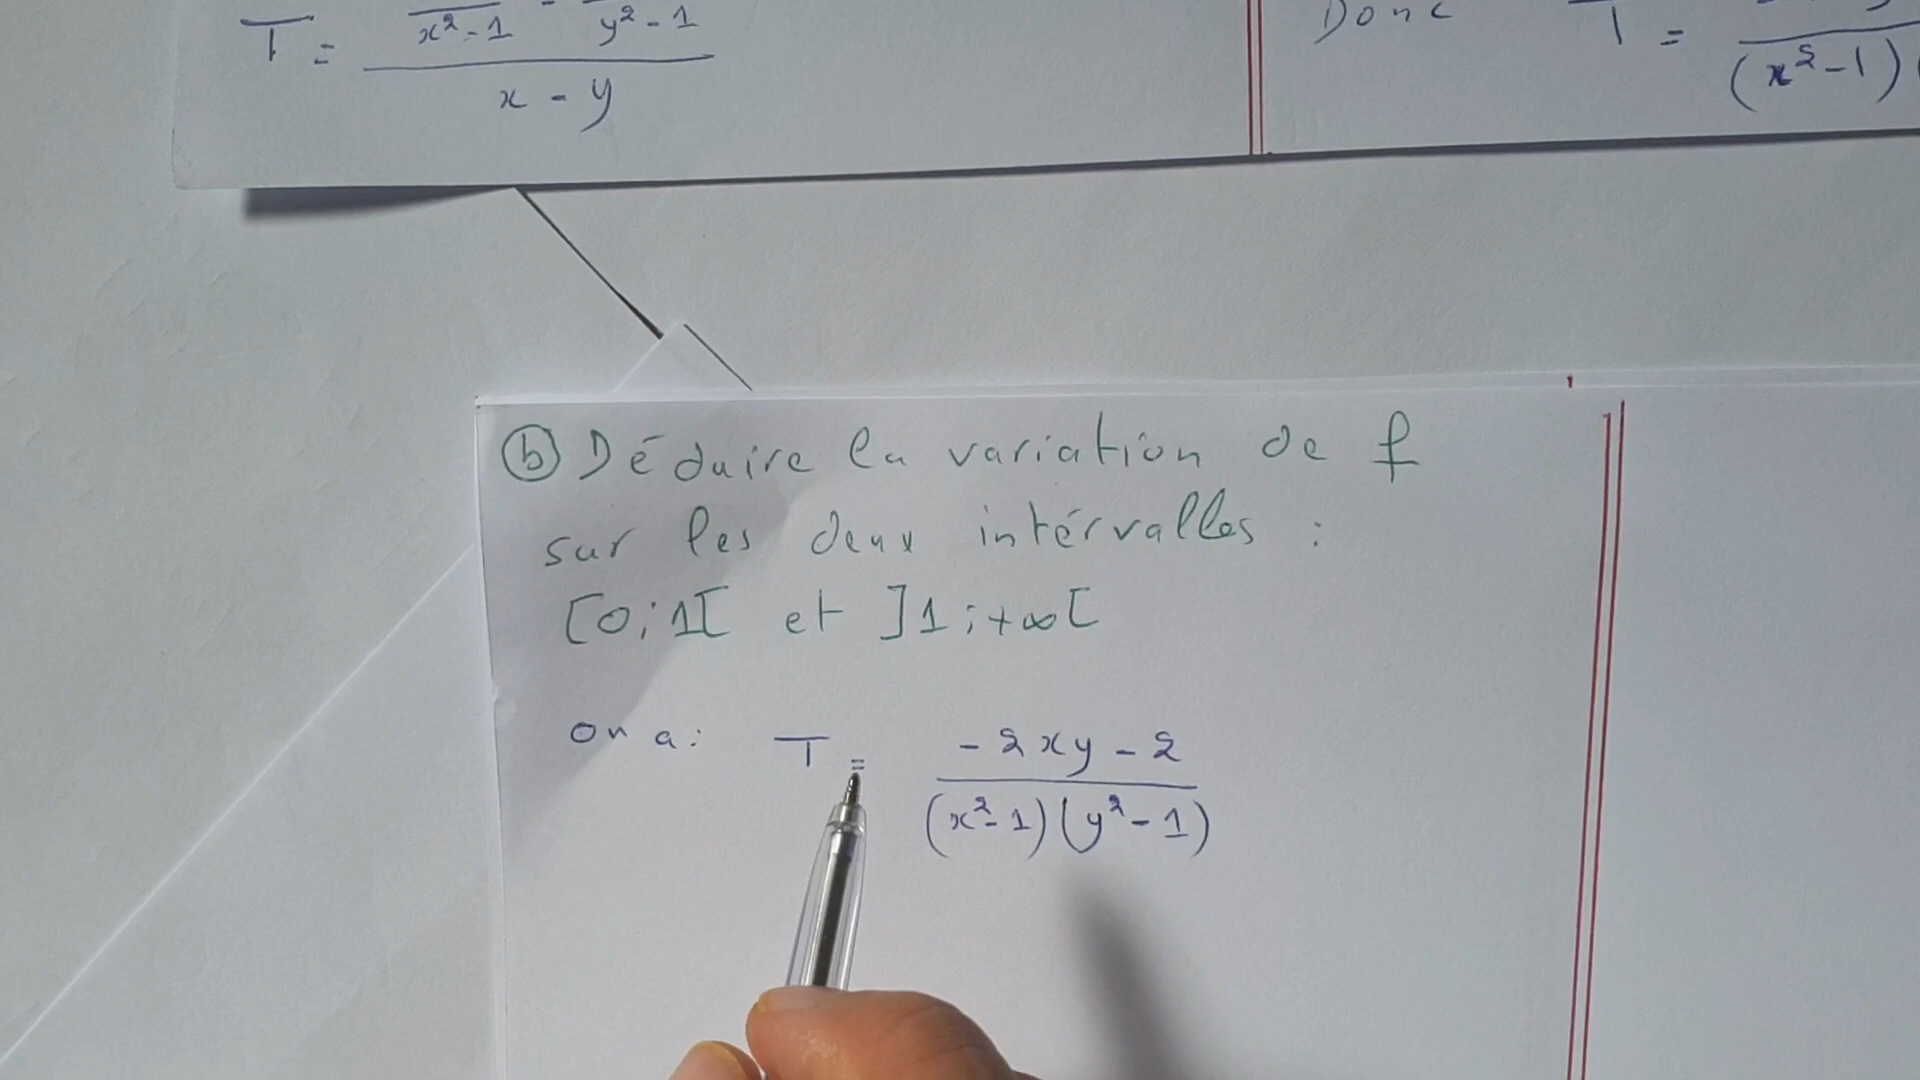 T = x²-1 - y²-1
x - y
Donc T =
(x²-1)
ⓑ Déduire la variation de f
sur les deux intérvalles :
[0;1[ et ]1;+∞[
on a: T = -2xy-2
(x²-1)(y²-1)